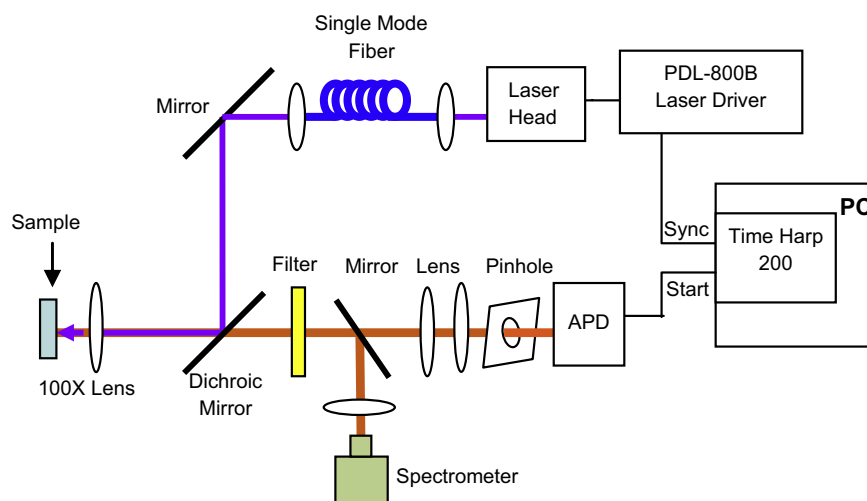 Single Mode
Fiber
Laser
Head
PDL-800B
Laser Driver
Mirror
PC
Sample
Sync
Time Harp
200
Filter
Mirror
Lens
Pinhole
Start
APD
100X Lens
Dichroic
Mirror
Spectrometer